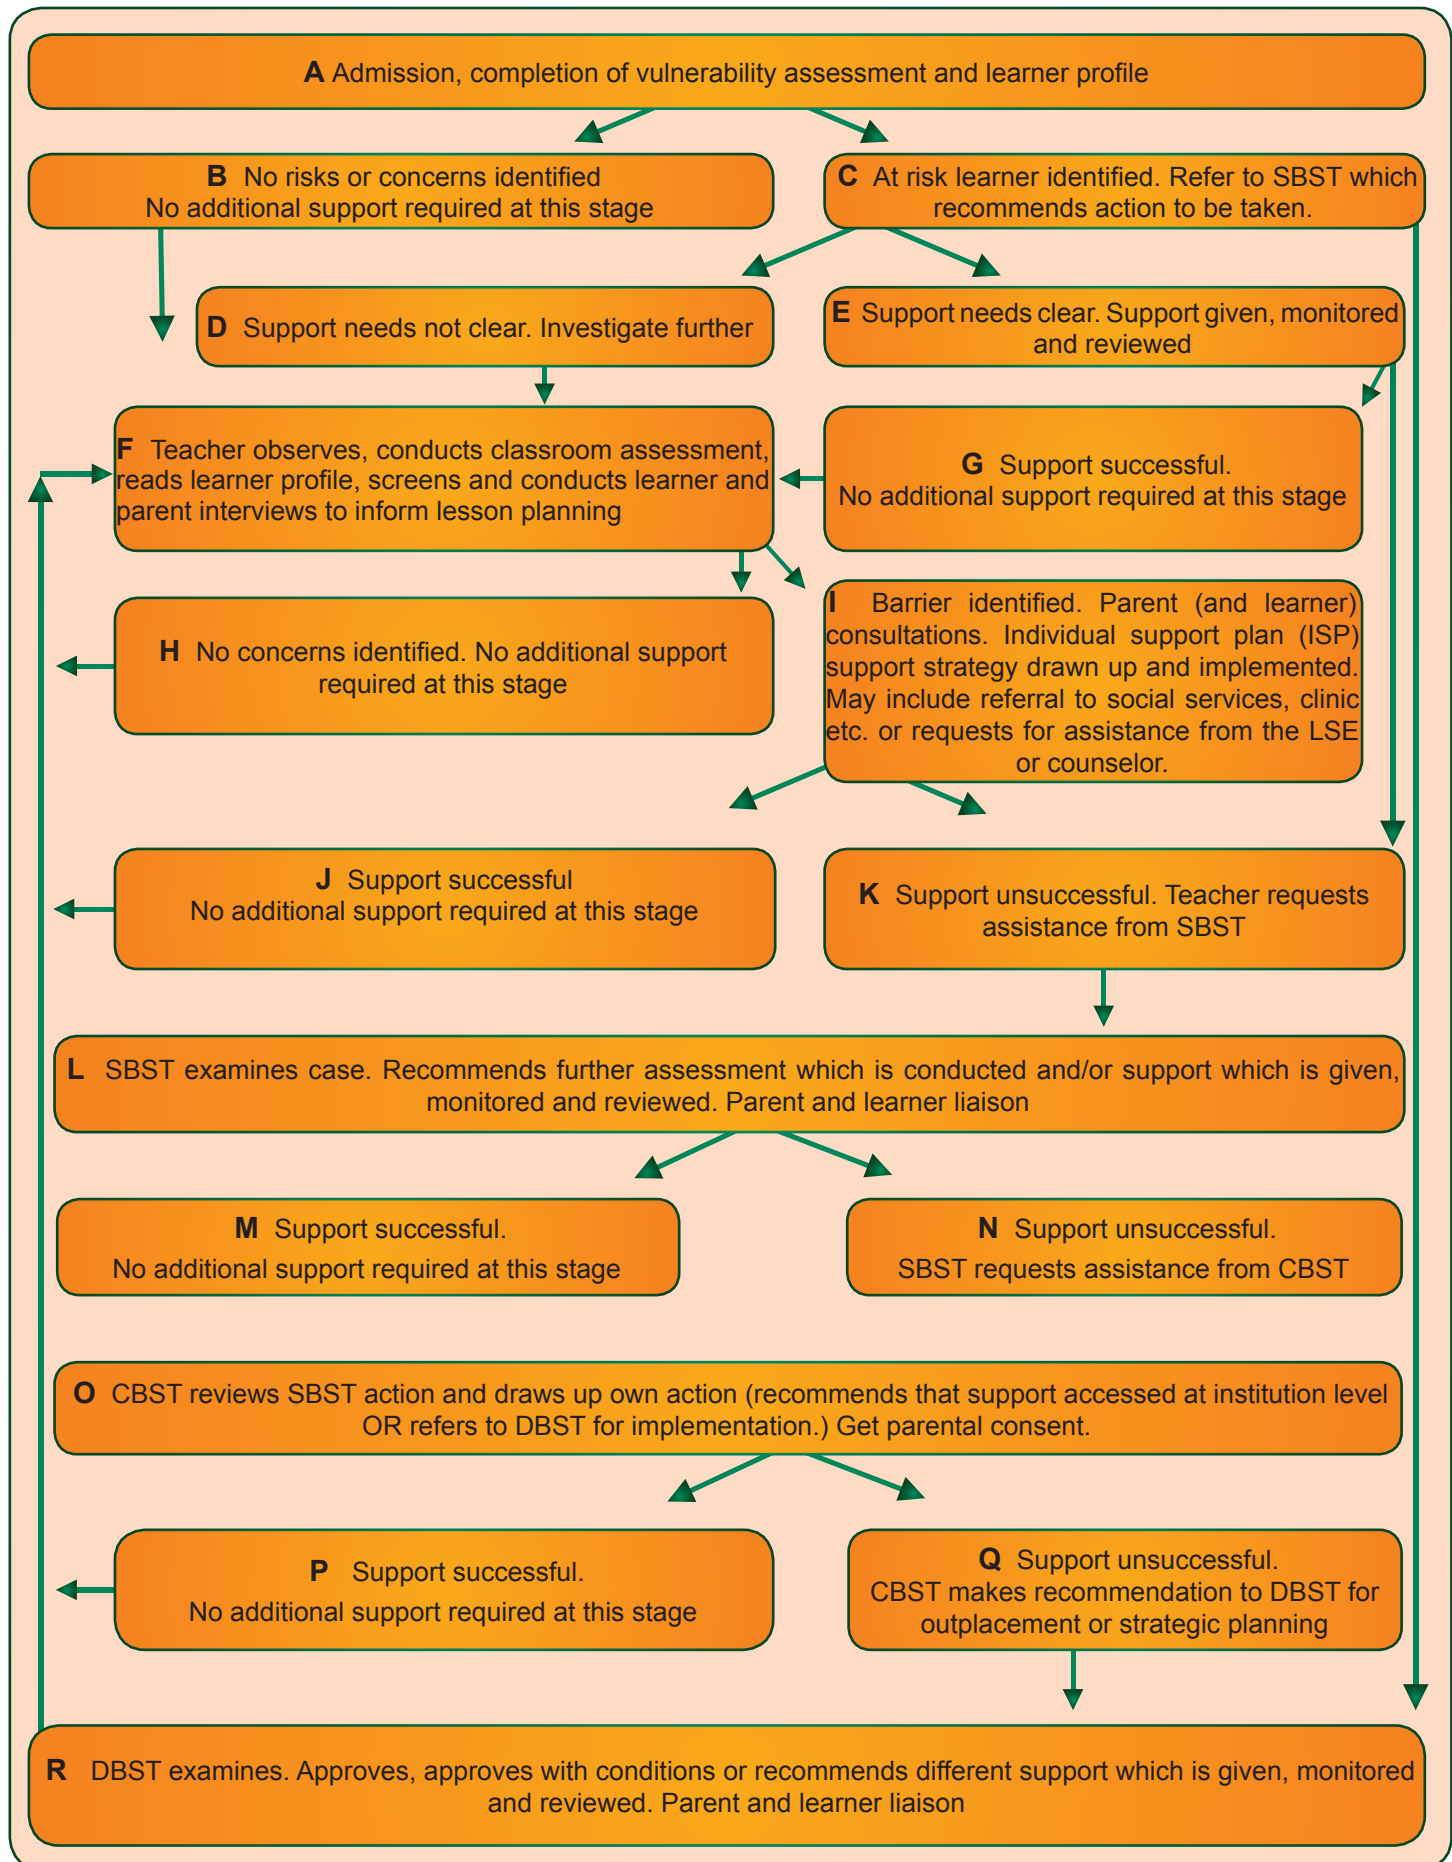 A Admission, completion of vulnerability assessment and learner profile
B No risks or concerns identified
No additional support required at this stage
C At risk learner identified. Refer to SBST which
recommends action to be taken.
D Support needs not clear. Investigate further
E Support needs clear. Support given, monitored
and reviewed
F Teacher observes, conducts classroom assessment,
reads learner profile, screens and conducts learner and
parent interviews to inform lesson planning
G Support successful.
No additional support required at this stage
H No concerns identified. No additional support
required at this stage
I Barrier identified. Parent (and learner)
consultations. Individual support plan (ISP)
support strategy drawn up and implemented.
May include referral to social services, clinic
etc. or requests for assistance from the LSE
or counselor.
J Support successful
No additional support required at this stage
K Support unsuccessful. Teacher requests
assistance from SBST
L SBST examines case. Recommends further assessment which is conducted and/or support which is given,
monitored and reviewed. Parent and learner liaison
M Support successful.
No additional support required at this stage
N Support unsuccessful.
SBST requests assistance from CBST
O CBST reviews SBST action and draws up own action (recommends that support accessed at institution level
OR refers to DBST for implementation.) Get parental consent.
P Support successful.
No additional support required at this stage
Q Support unsuccessful.
CBST makes recommendation to DBST for
outplacement or strategic planning
R DBST examines. Approves, approves with conditions or recommends different support which is given, monitored
and reviewed. Parent and learner liaison